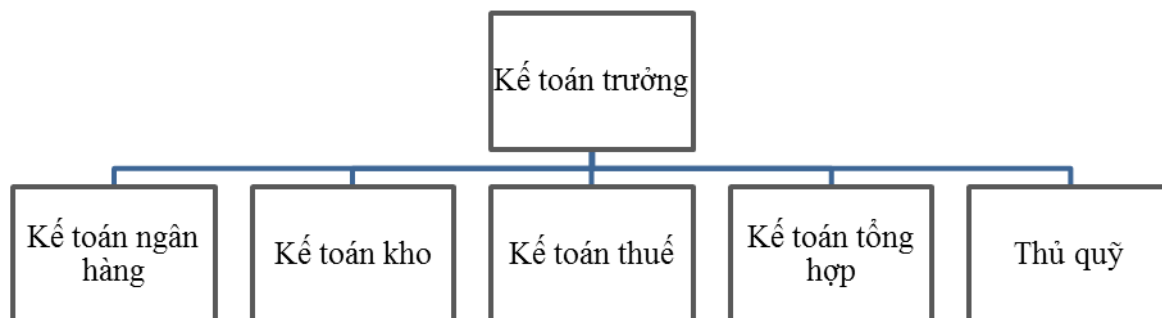 Kế toán trưởng
Kế toán ngân
hàng
Kế toán kho
Kế toán thuế
Kế toán tổng
hợp
Thủ quỹ